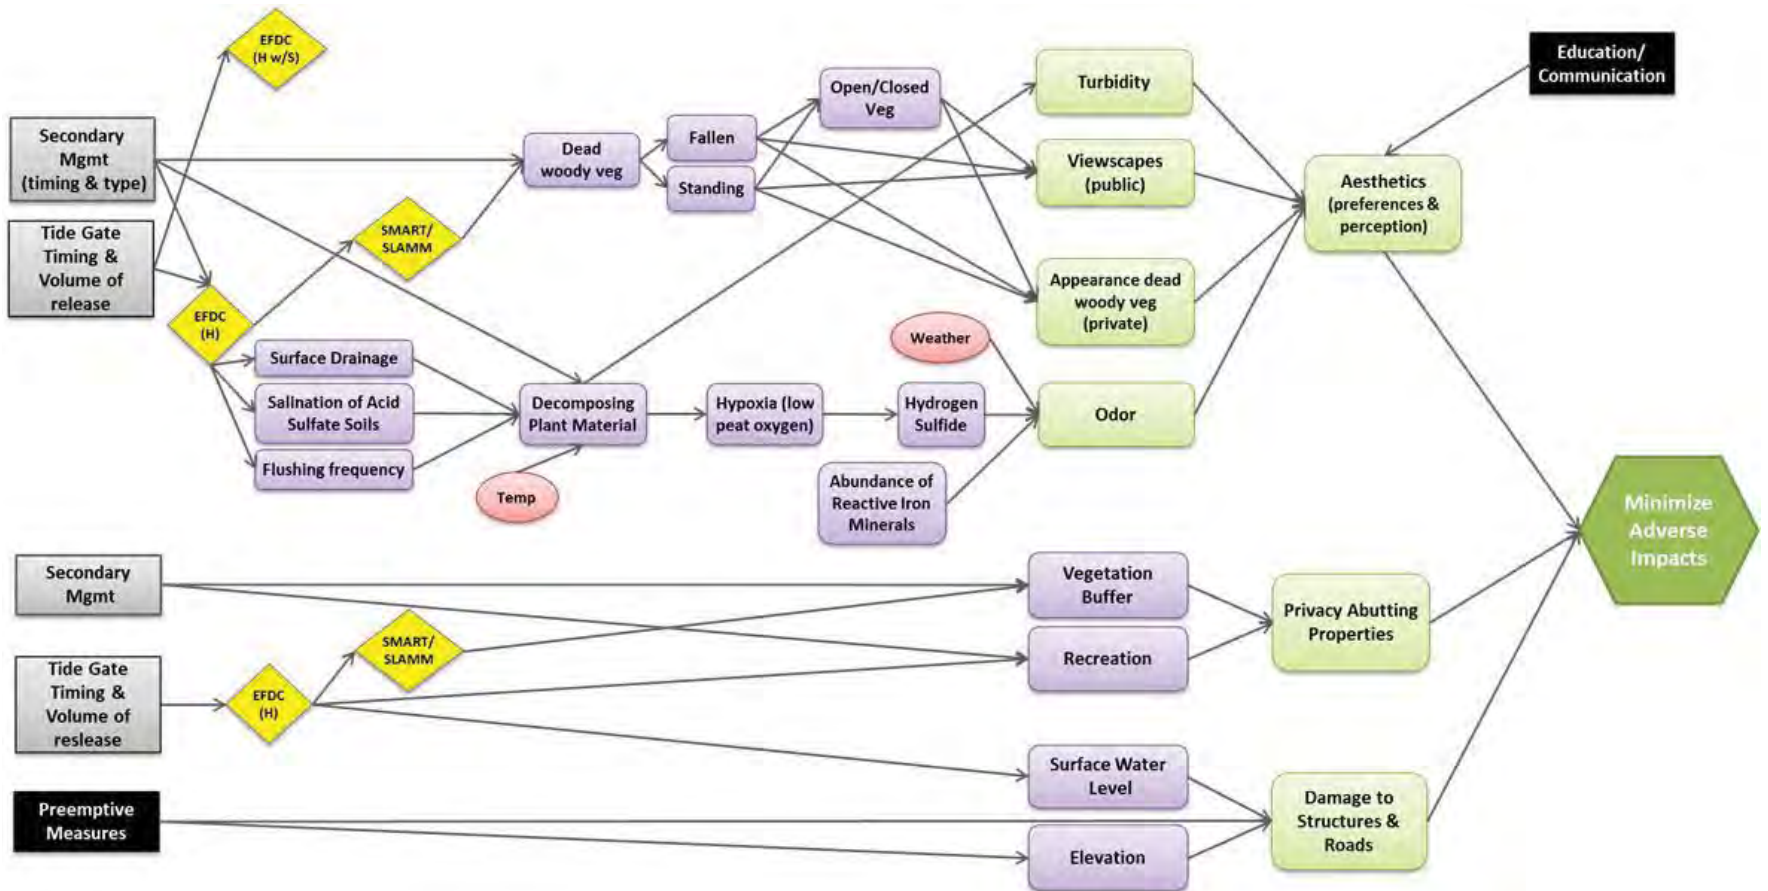 EFDC
(H w/S)
Education/
Communication
Open/Closed
Veg
Turbidity
Secondary
Mgmt
(timing & type)
Dead
woody veg
Fallen
Standing
Viewscapes
(public)
Aesthetics
(preferences &
perception)
Tide Gate
Timing &
Volume of
release
SMART/
SLAMM
Appearance dead
woody veg
(private)
EFDC
(H)
Weather
Surface Drainage
Salination of Acid
Sulfate Soils
Flushing frequency
Decomposing
Plant Material
Hypoxia (low
peat oxygen)
Hydrogen
Sulfide
Odor
Temp
Abundance of
Reactive Iron
Minerals
Minimize
Adverse
Impacts
Secondary
Mgmt
Vegetation
Buffer
Privacy Abutting
Properties
SMART/
SLAMM
Recreation
Tide Gate
Timing &
Volume of
reslease
EFDC
(H)
Surface Water
Level
Preemptive
Measures
Damage to
Structures &
Roads
Elevation